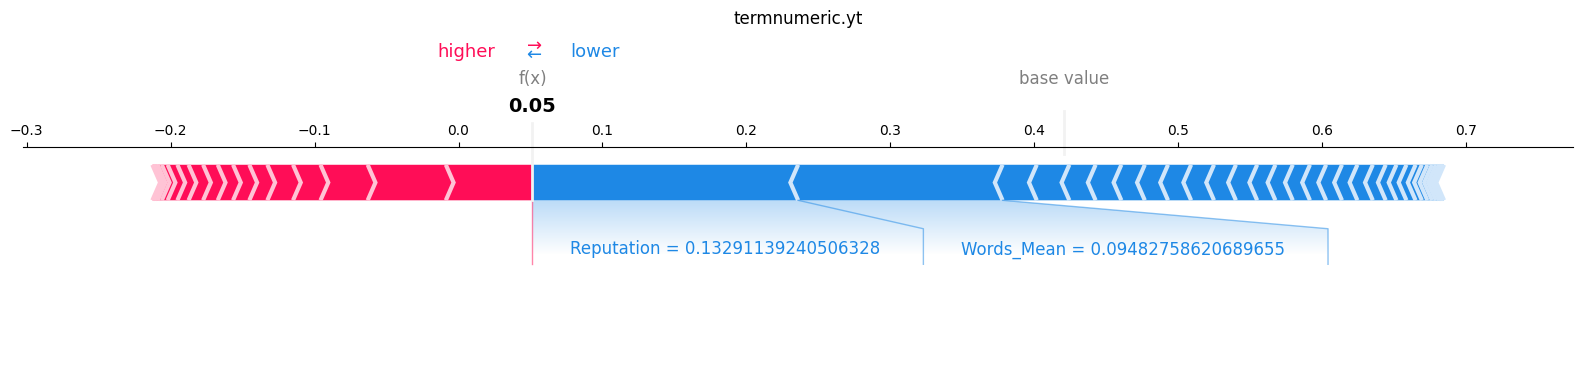 termnumeric.yt
higher → ← lower
f(x) base value
0.05
−0.3 −0.2 −0.1 0.0 0.1 0.2 0.3 0.4 0.5 0.6 0.7
Reputation = 0.13291139240506328 Words_Mean = 0.09482758620689655